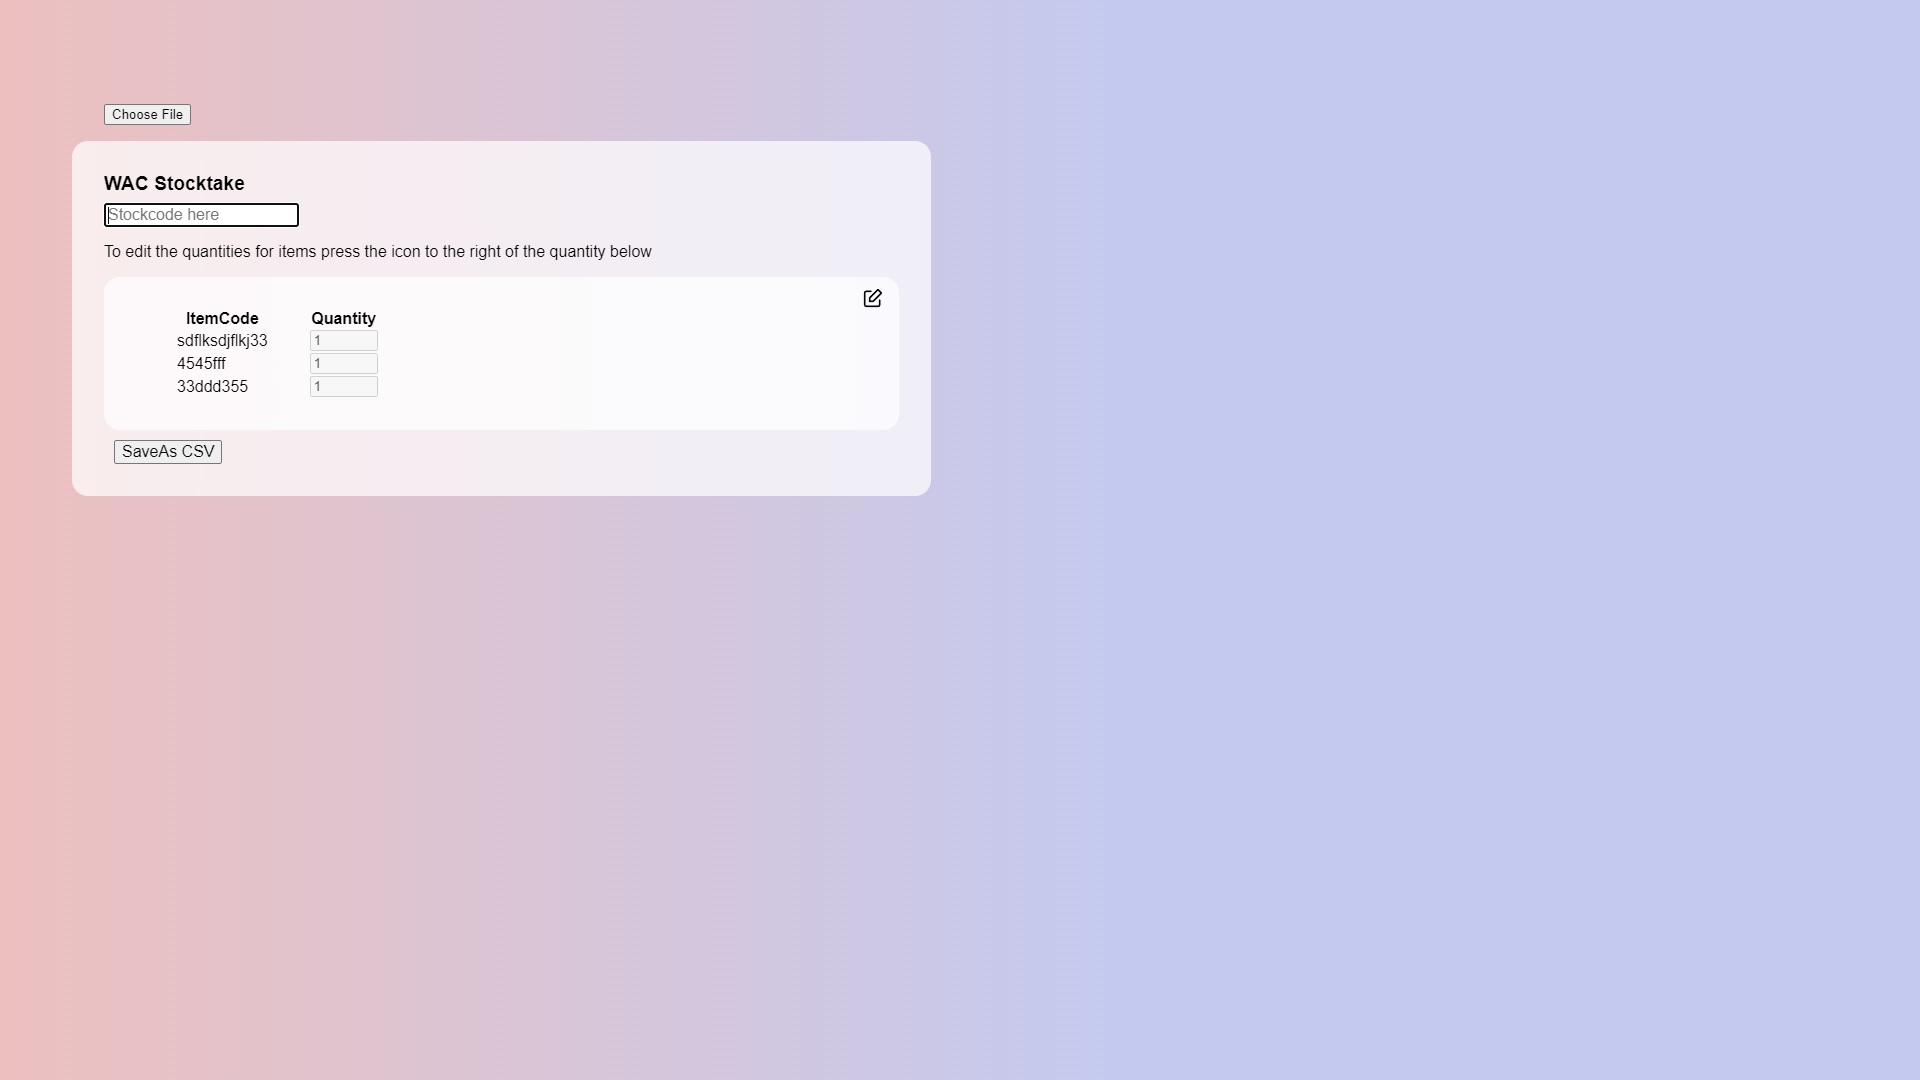 Choose File
WAC Stocktake
Stockcode here
To edit the quantities for items press the icon to the right of the quantity below
ItemCode Quantity
sdflksdjflkj33 1
4545fff 1
33ddd355 1
SaveAs CSV